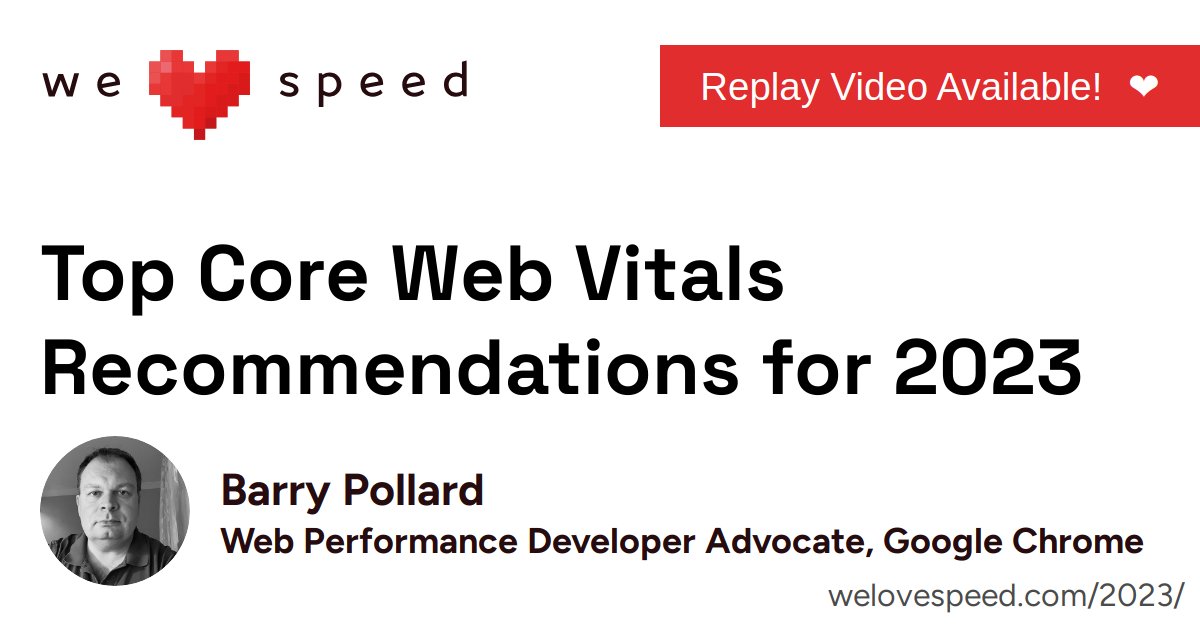 we ❤ speed
Replay Video Available! ❤
Top Core Web Vitals
Recommendations for 2023
Barry Pollard
Web Performance Developer Advocate, Google Chrome
welovespeed.com/2023/